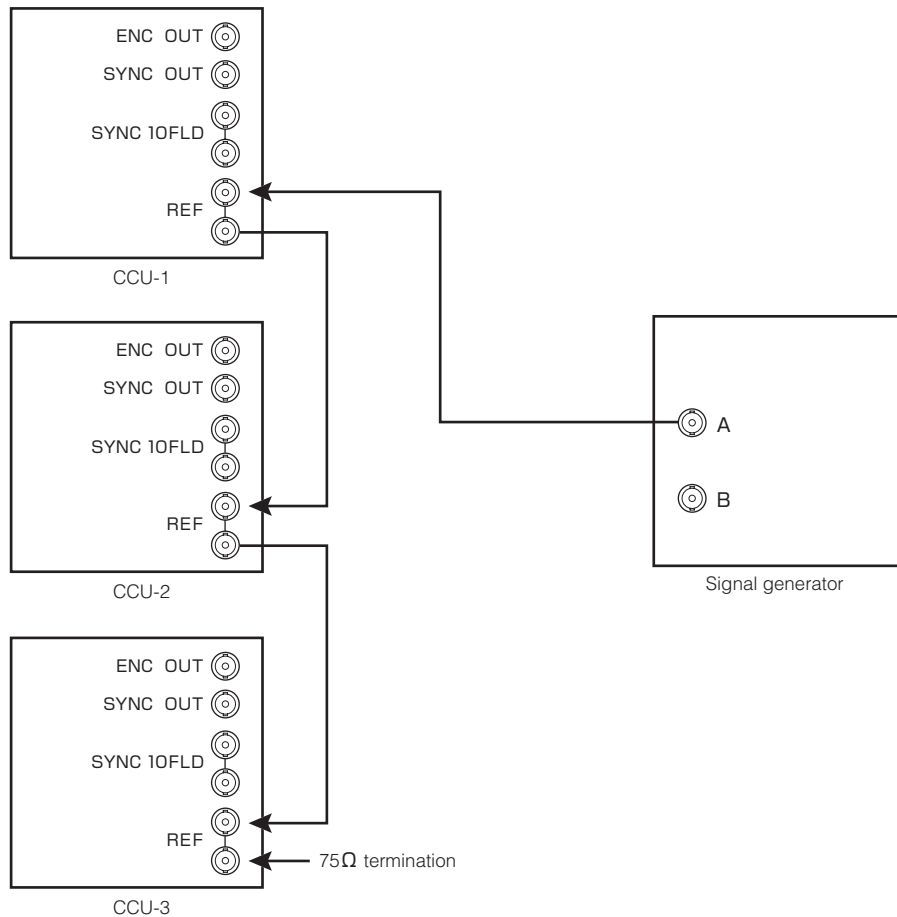 ENC OUT
SYNC OUT
SYNC 10FLD
REF
CCU-1
ENC OUT
SYNC OUT
SYNC 10FLD
REF
CCU-2
A
B
Signal generator
ENC OUT
SYNC OUT
SYNC 10FLD
REF
75Ω termination
CCU-3